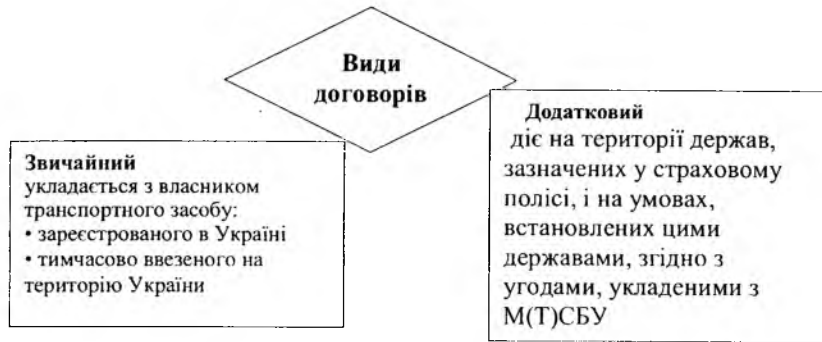 Види
договорів
Звичайний
укладається з власником
транспортного засобу:
• зареєстрованого в Україні
• тимчасово ввезеного на
територію України
Додатковий
діє на території держав,
зазначених у страховому
полісі, і на умовах,
встановлених цими
державами, згідно з
угодами, укладеними з
М(Т)СБУ